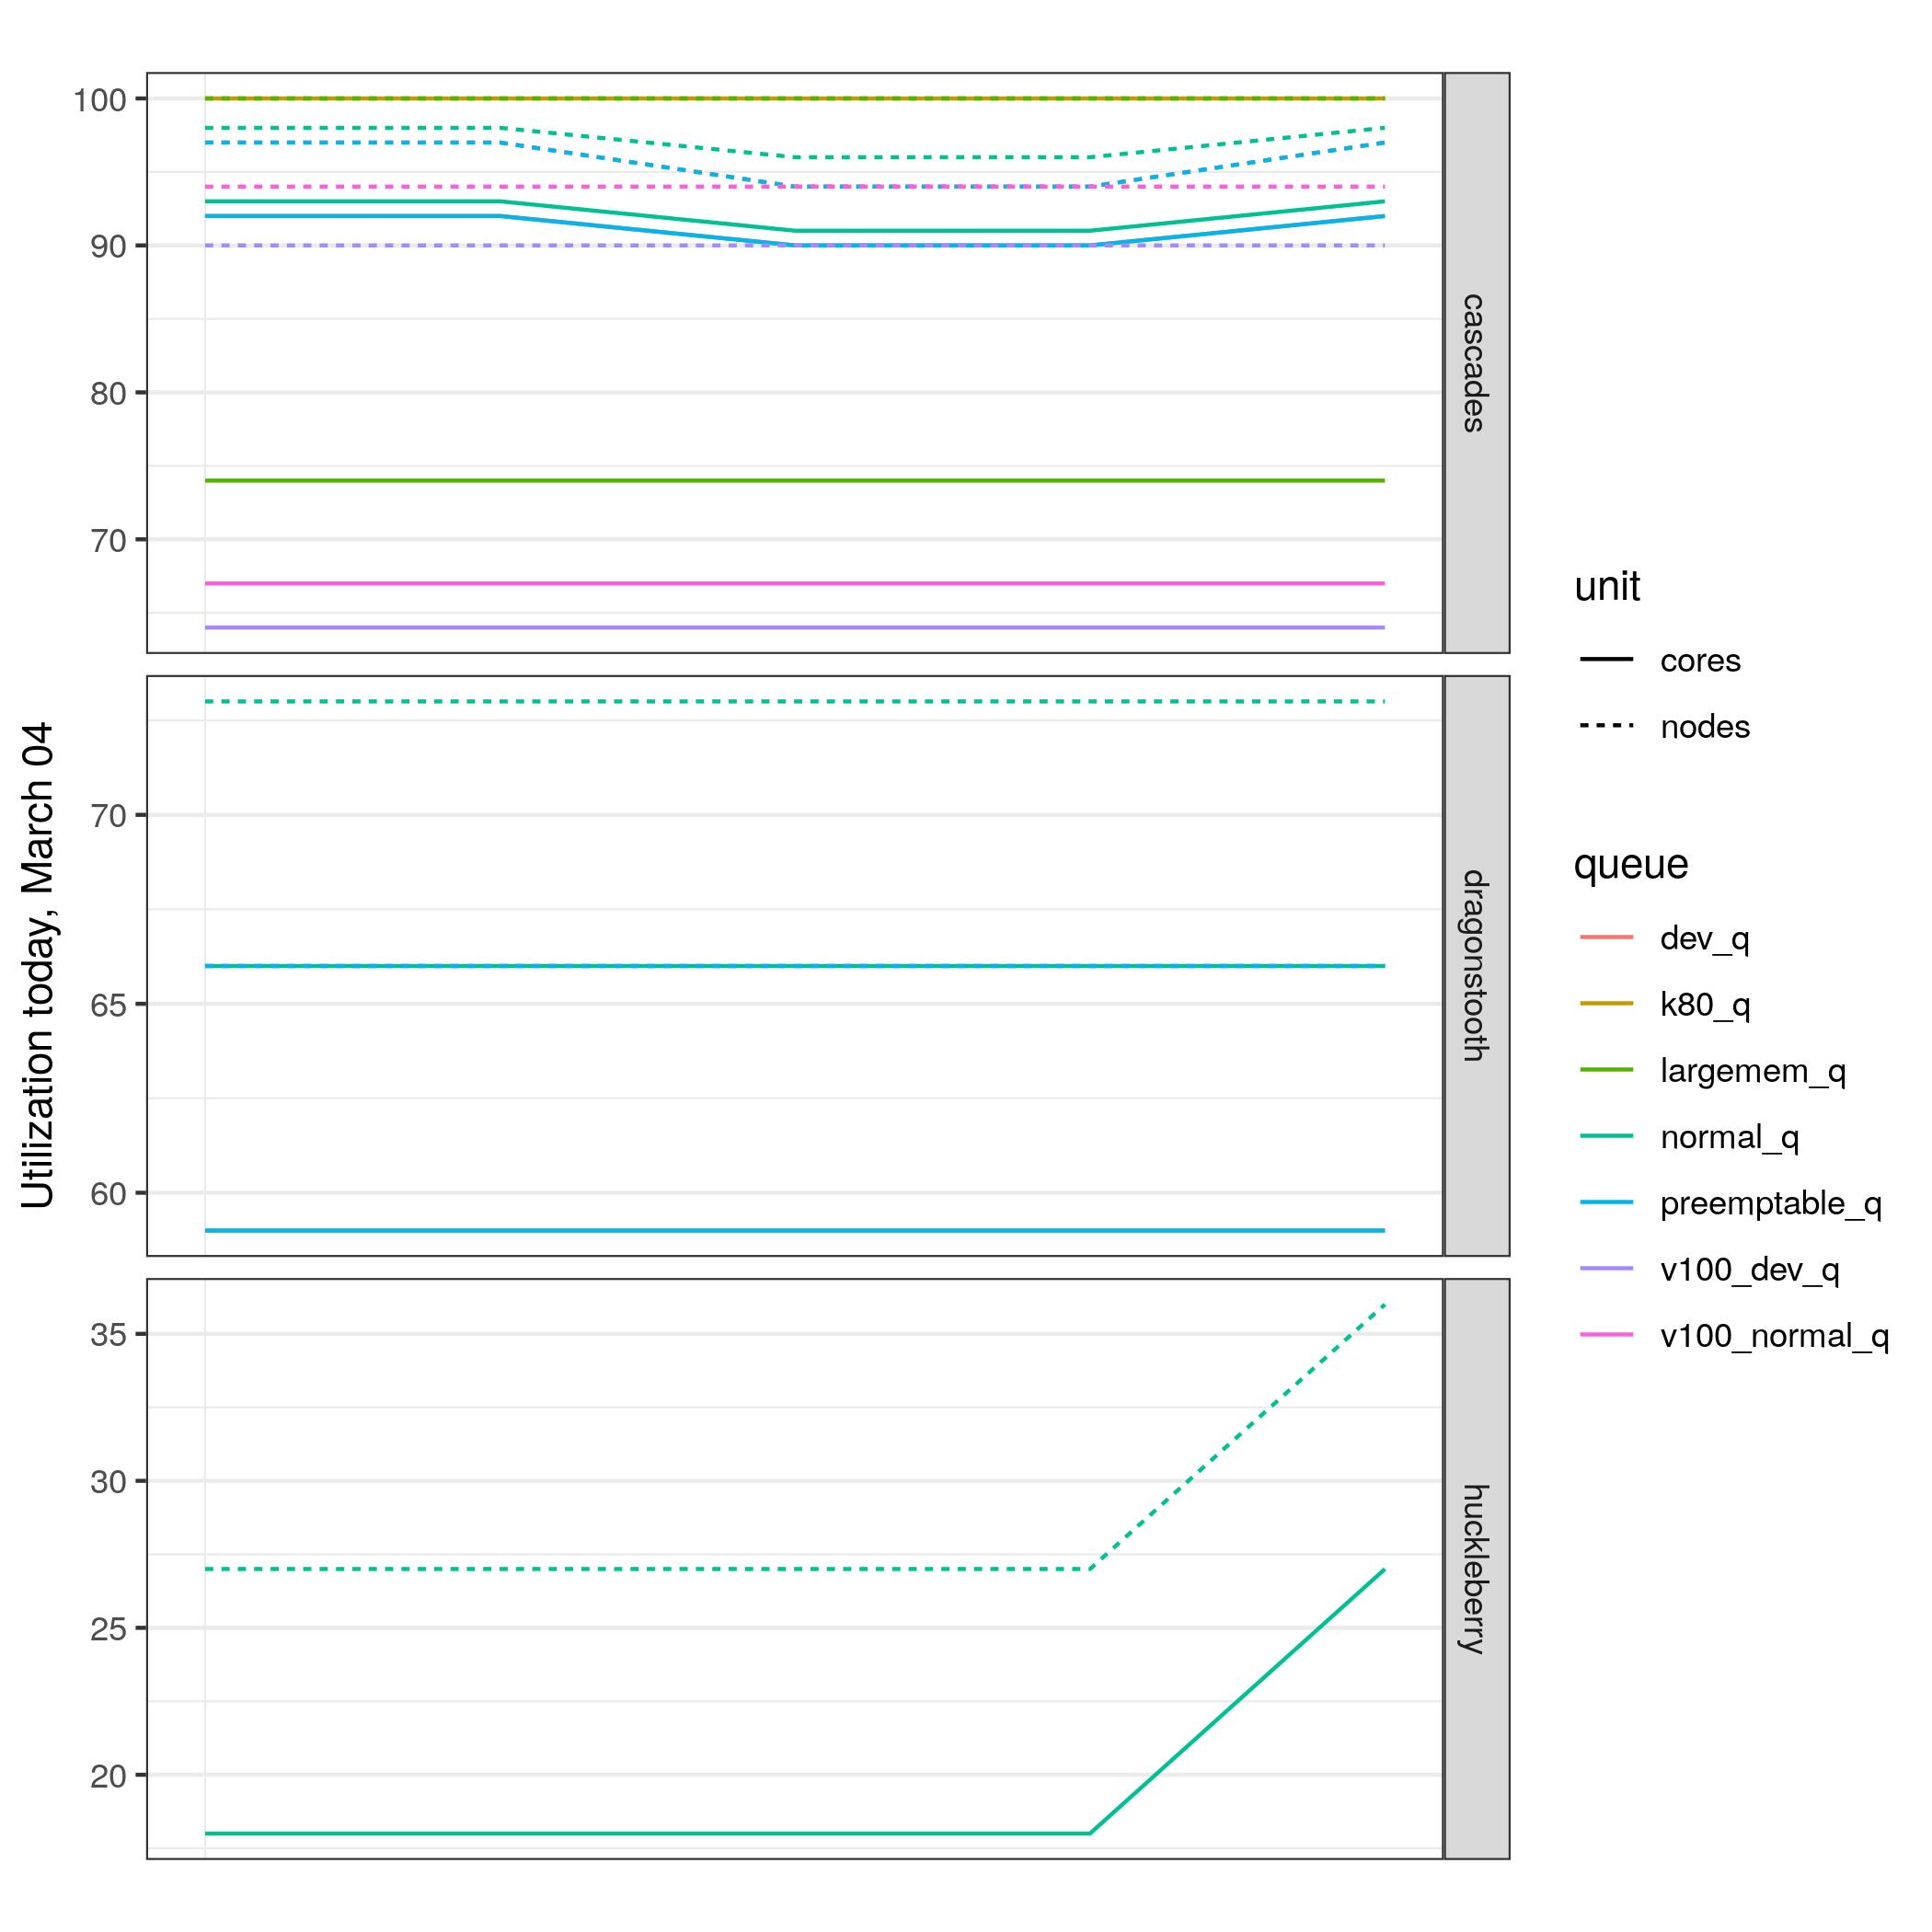 Utilization today, March 04
100
90
80
70
cascades
70
65
60
dragonstooth
35
30
25
20
huckleberry
unit
cores
nodes
queue
dev_q
k80_q
largemem_q
normal_q
preemptable_q
v100_dev_q
v100_normal_q